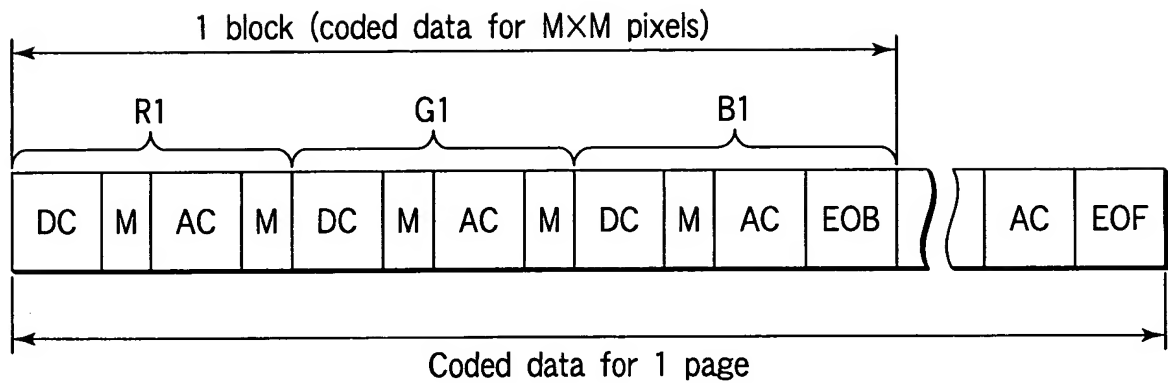 1 block (coded data for M×M pixels)
R1 G1 B1
DC M AC M DC M AC M DC M AC EOB AC EOF
Coded data for 1 page